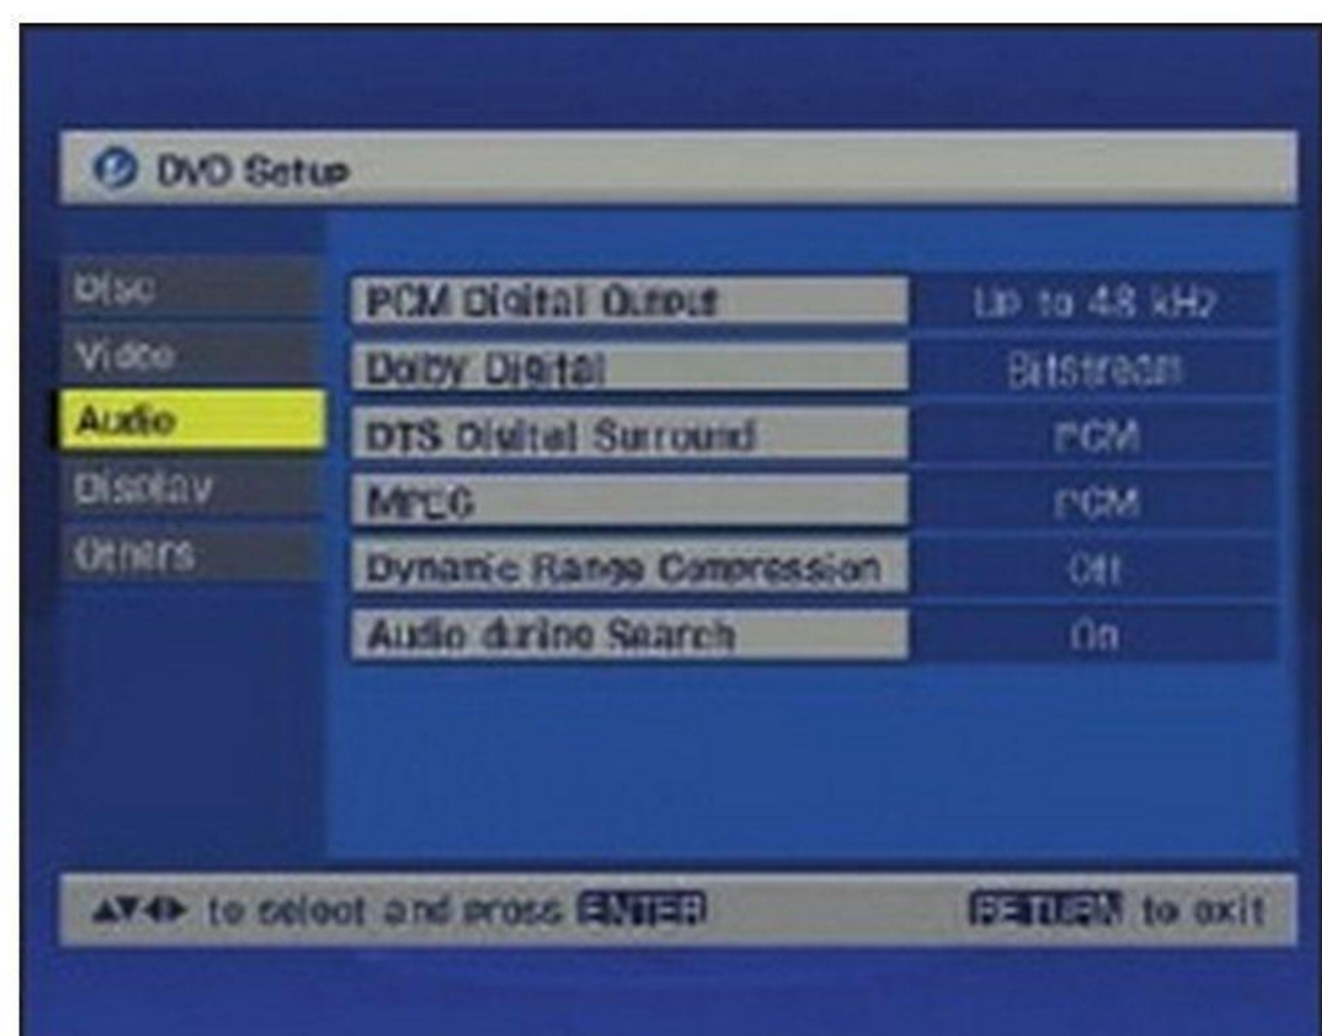 DVD Setup
Disc
Video
Audio
Display
Others
PCM Digital Output Up to 48 kHz
Dolby Digital Bitstream
DTS Digital Surround PCM
MPEG PCM
Dynamic Range Compression Off
Audio during Search On
▲▼◀▶ to select and press ENTER RETURN to exit